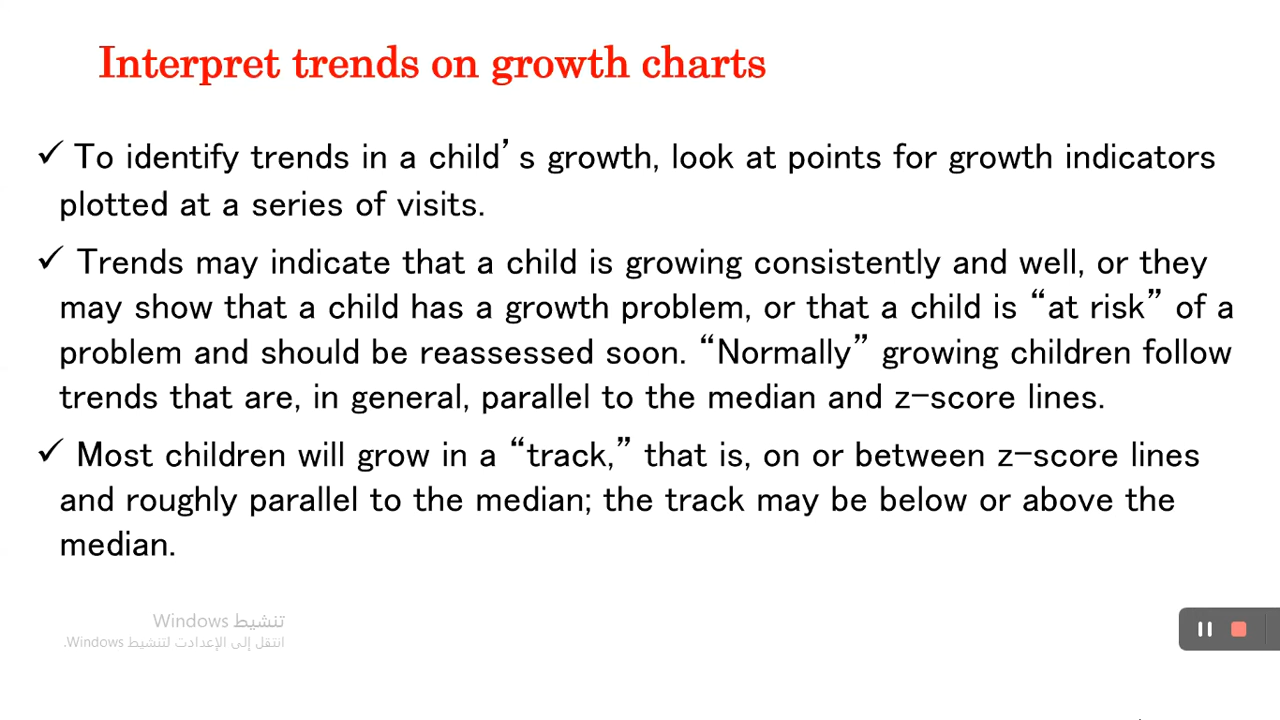 Interpret trends on growth charts
✓ To identify trends in a child’s growth, look at points for growth indicators
plotted at a series of visits.
✓ Trends may indicate that a child is growing consistently and well, or they
may show that a child has a growth problem, or that a child is “at risk” of a
problem and should be reassessed soon. “Normally” growing children follow
trends that are, in general, parallel to the median and z-score lines.
✓ Most children will grow in a “track,” that is, on or between z-score lines
and roughly parallel to the median; the track may be below or above the
median.
تنشيط Windows
انتقل إلى الإعدادات لتنشيط Windows.